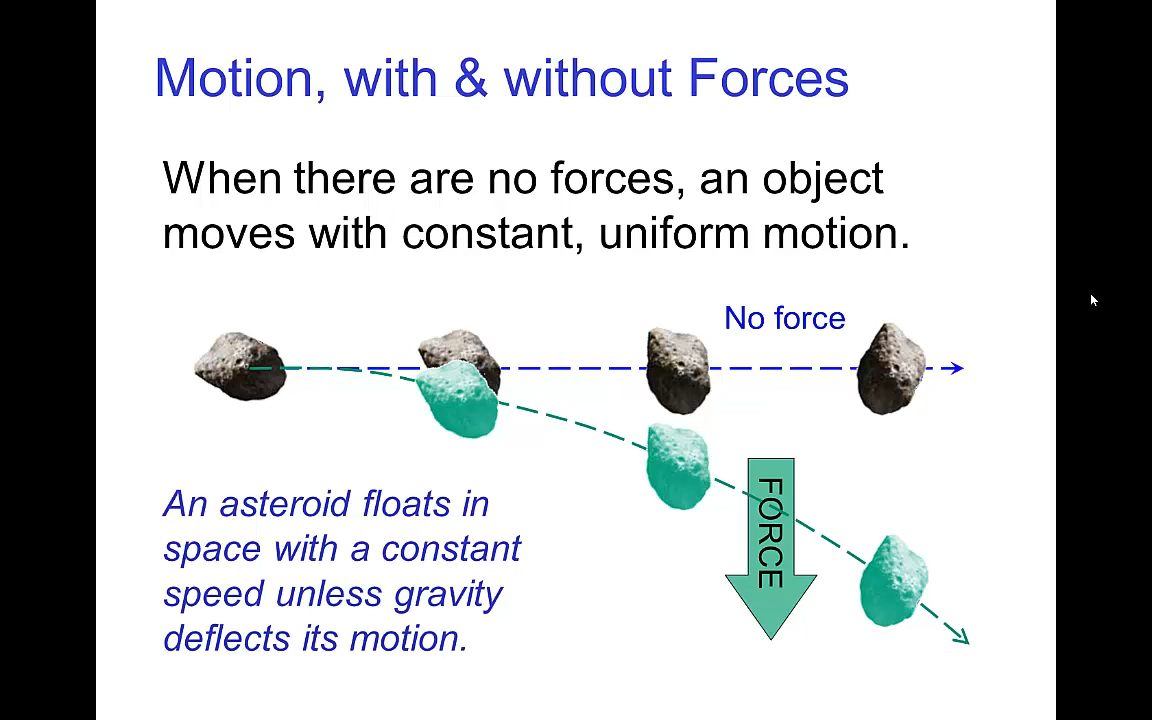 Motion, with & without Forces
When there are no forces, an object
moves with constant, uniform motion.
No force
FORCE
An asteroid floats in
space with a constant
speed unless gravity
deflects its motion.